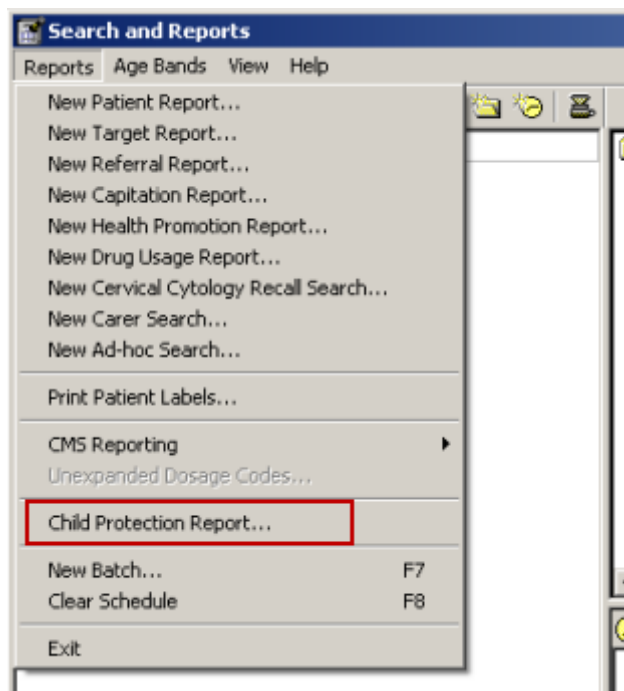 Search and Reports
Reports Age Bands View Help
New Patient Report...
New Target Report...
New Referral Report...
New Capitation Report...
New Health Promotion Report...
New Drug Usage Report...
New Cervical Cytology Recall Search...
New Carer Search...
New Ad-hoc Search...
Print Patient Labels...
CMS Reporting
Unexpanded Dosage Codes...
Child Protection Report...
New Batch... F7
Clear Schedule F8
Exit